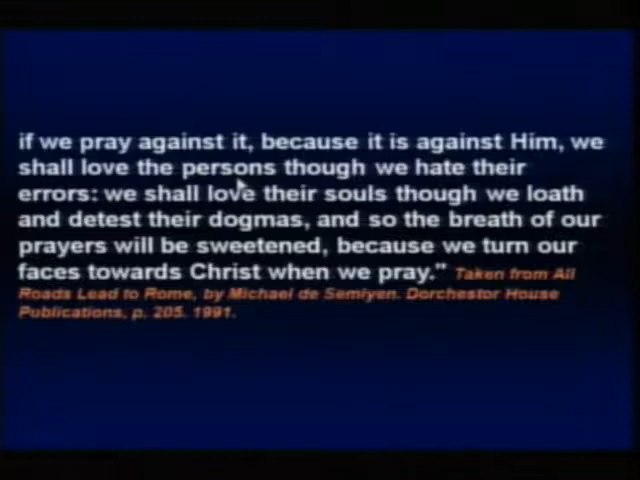 if we pray against it, because it is against Him, we
shall love the persons though we hate their
errors: we shall love their souls though we loath
and detest their dogmas, and so the breath of our
prayers will be sweetened, because we turn our
faces towards Christ when we pray.” Taken from All
Roads Lead to Rome, by Michael de Semlyen. Dorchestor House
Publications, p. 205. 1991.